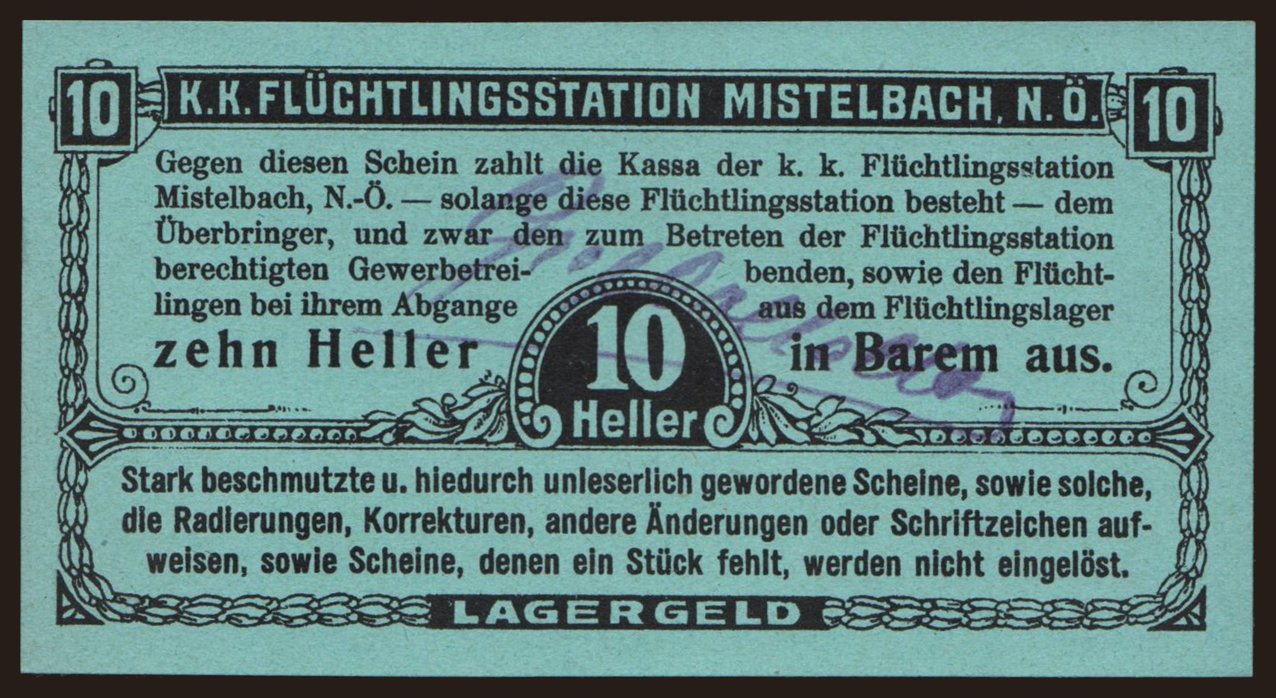 10 K.K. FLÜCHTLINGSSTATION MISTELBACH, N. Ö. 10
Gegen diesen Schein zahlt die Kassa der k. k. Flüchtlingsstation
Mistelbach, N.-Ö. — solange diese Flüchtlingsstation besteht — dem
Überbringer, und zwar den zum Betreten der Flüchtlingsstation
berechtigten Gewerbetrei- benden, sowie den Flücht-
lingen bei ihrem Abgange aus dem Flüchtlingslager
zehn Heller in Barem aus.
10
Heller
Stark beschmutzte u. hiedurch unleserlich gewordene Scheine, sowie solche,
die Radierungen, Korrekturen, andere Änderungen oder Schriftzeichen auf-
weisen, sowie Scheine, denen ein Stück fehlt, werden nicht eingelöst.
LAGERGELD